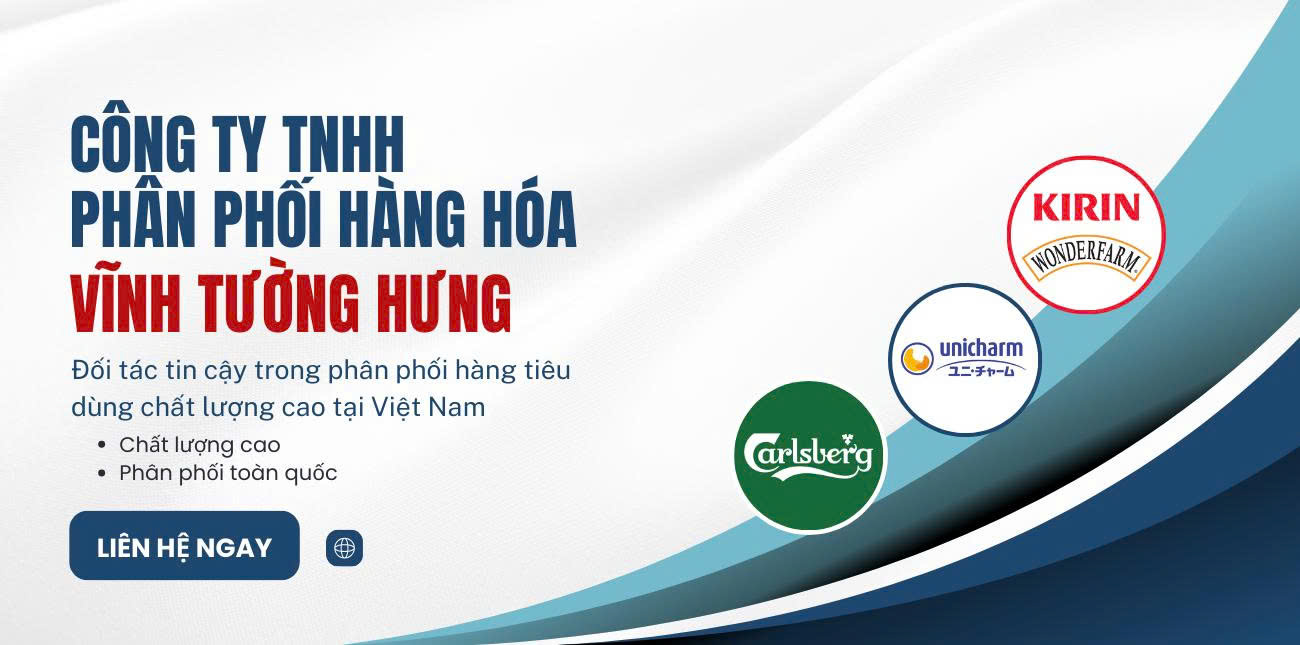 CÔNG TY TNHH
PHÂN PHỐI HÀNG HÓA
VĨNH TƯỜNG HƯNG
Đối tác tin cậy trong phân phối hàng tiêu
dùng chất lượng cao tại Việt Nam
• Chất lượng cao
• Phân phối toàn quốc
LIÊN HỆ NGAY
KIRIN
WONDERFARM
unicharm
ユニ・チャーム
Carlsberg